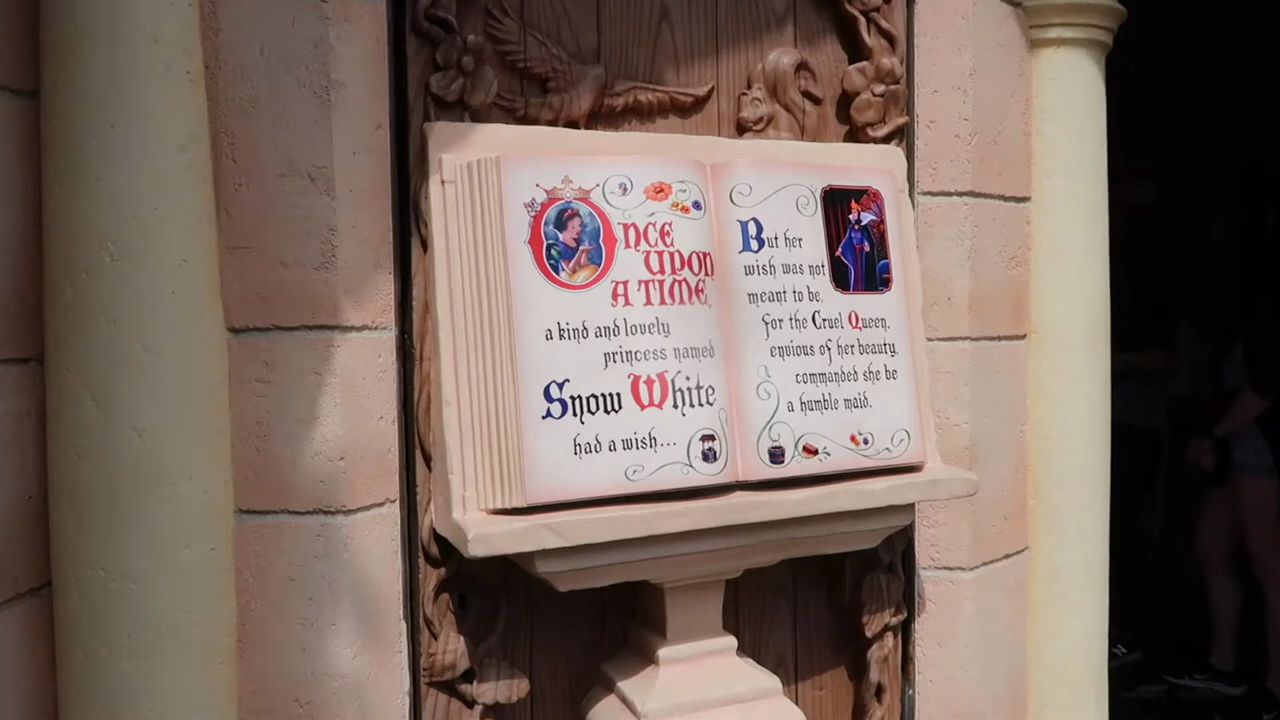 Once
upon
a time,
a kind and lovely
princess named
Snow White
had a wish...
But her
wish was not
meant to be,
for the Cruel Queen,
envious of her beauty,
commanded she be
a humble maid.